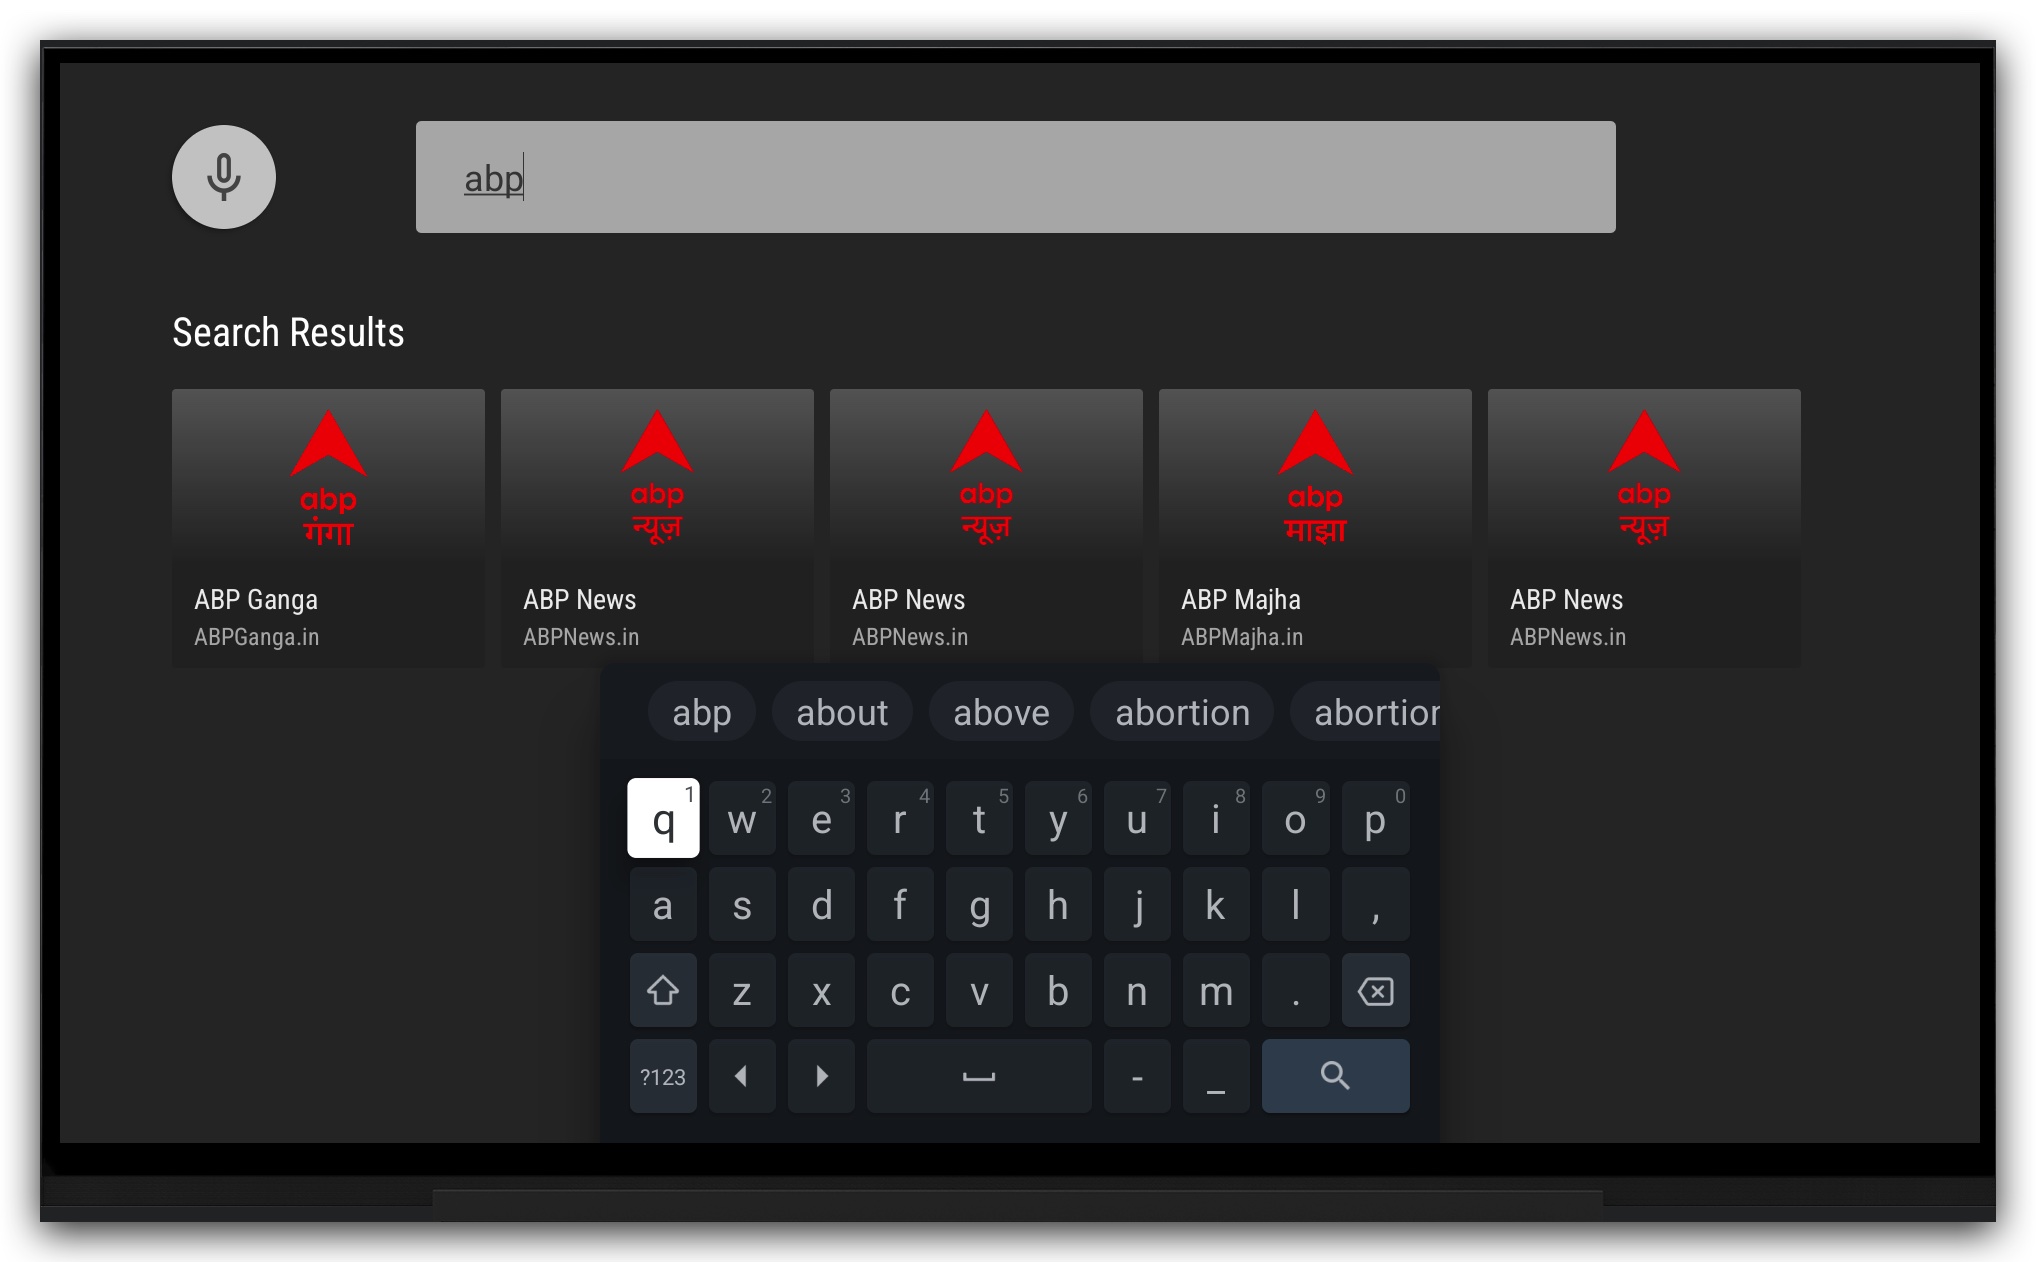 abp
Search Results
abp
गंगा
ABP Ganga
ABPGanga.in
abp
न्यूज़
ABP News
ABPNews.in
abp
न्यूज़
ABP News
ABPNews.in
abp
माझा
ABP Majha
ABPMajha.in
abp
न्यूज़
ABP News
ABPNews.in
abp about above abortion abortion
q 1 w 2 e 3 r 4 t 5 y 6 u 7 i 8 o 9 p 0
a s d f g h j k l ,
z x c v b n m .
?123 - _